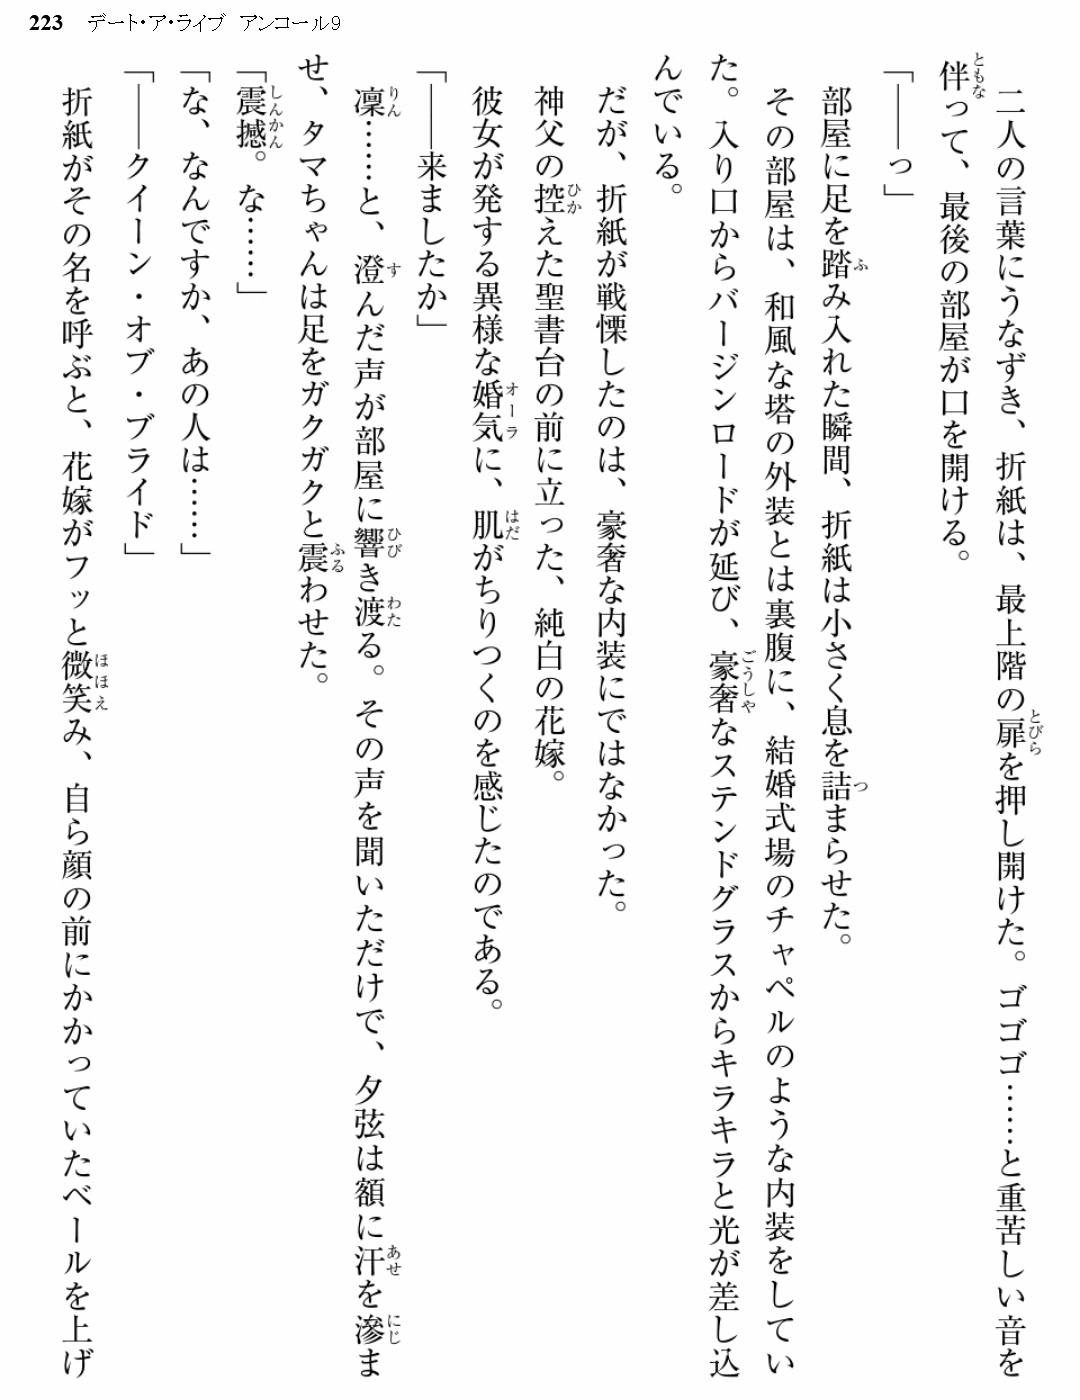 223 デート・ア・ライブ アンコール9
二人の言葉にうなずき、折紙は、最上階の扉を押し開けた。ゴゴゴ……と重苦しい音を
伴って、最後の部屋が口を開ける。
「――っ」
部屋に足を踏み入れた瞬間、折紙は小さく息を詰まらせた。
その部屋は、和風な塔の外装とは裏腹に、結婚式場のチャペルのような内装をしてい
た。入り口からバージンロードが延び、豪奢なステンドグラスからキラキラと光が差し込
んでいる。
だが、折紙が戦慄したのは、豪奢な内装にではなかった。
神父の控えた聖書台の前に立った、純白の花嫁。
彼女が発する異様な婚気に、肌がちりつくのを感じたのである。
「――来ましたか」
凜……と、澄んだ声が部屋に響き渡る。その声を聞いただけで、夕弦は額に汗を滲ま
せ、タマちゃんは足をガクガクと震わせた。
「震撼。な……」
「な、なんですか、あの人は……」
「――クイーン・オブ・ブライド」
折紙がその名を呼ぶと、花嫁がフッと微笑み、自ら顔の前にかかっていたベールを上げ